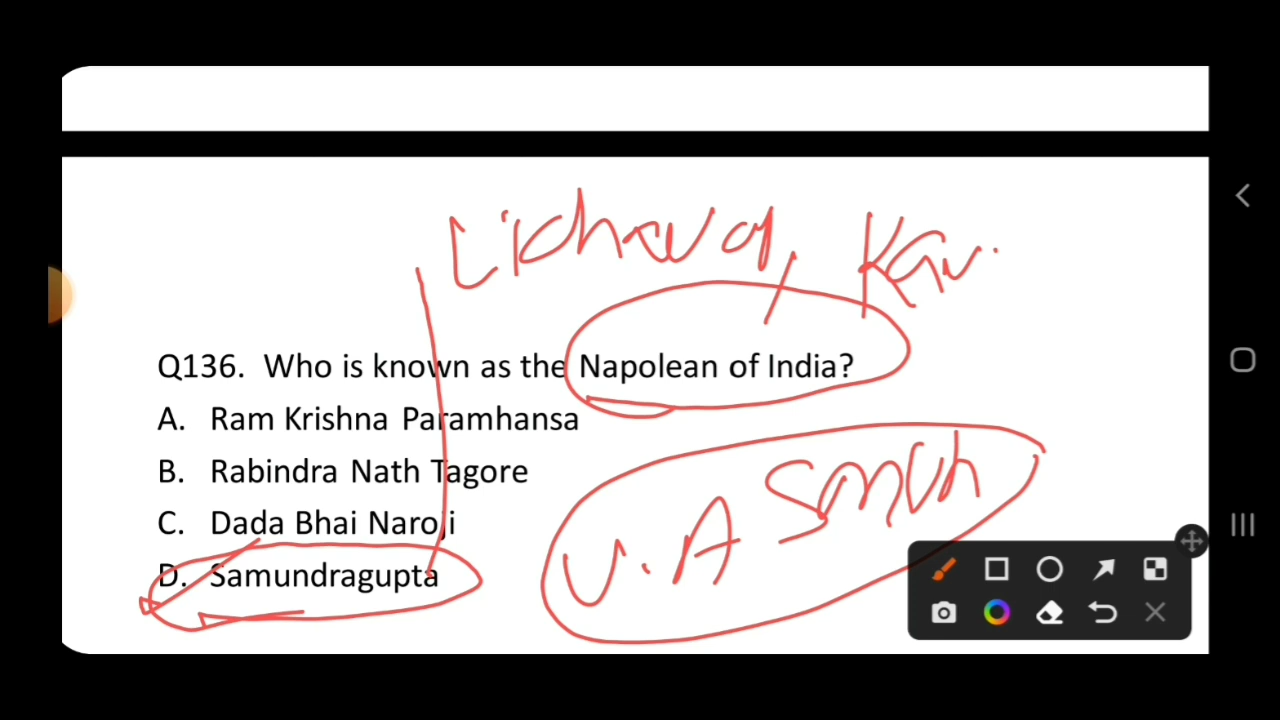 Q136. Who is known as the Napolean of India?
A. Ram Krishna Paramhansa
B. Rabindra Nath Tagore
C. Dada Bhai Naroji
D. Samundragupta
V. A